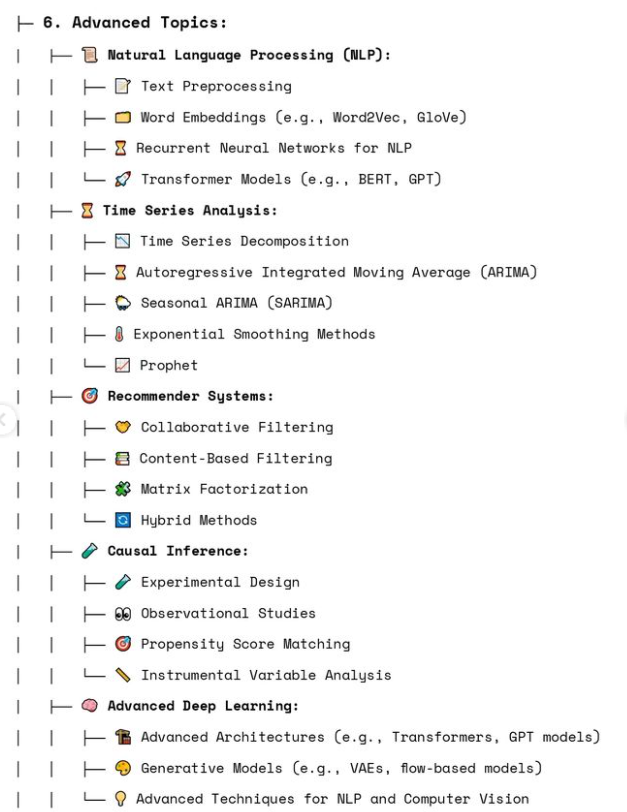 ├─ 6. Advanced Topics:
│ ├── 📜 Natural Language Processing (NLP):
│ │ ├── 📝 Text Preprocessing
│ │ ├── 📁 Word Embeddings (e.g., Word2Vec, GloVe)
│ │ ├── ⏳ Recurrent Neural Networks for NLP
│ │ └── 🚀 Transformer Models (e.g., BERT, GPT)
│ ├── ⏳ Time Series Analysis:
│ │ ├── 📉 Time Series Decomposition
│ │ ├── ⏳ Autoregressive Integrated Moving Average (ARIMA)
│ │ ├── 🌦 Seasonal ARIMA (SARIMA)
│ │ ├── 🌡 Exponential Smoothing Methods
│ │ └── 📈 Prophet
│ ├── 🎯 Recommender Systems:
│ │ ├── 🤝 Collaborative Filtering
│ │ ├── 📚 Content-Based Filtering
│ │ ├── 🧩 Matrix Factorization
│ │ └── 🔄 Hybrid Methods
│ ├── 🧪 Causal Inference:
│ │ ├── 🧪 Experimental Design
│ │ ├── 👀 Observational Studies
│ │ ├── 🎯 Propensity Score Matching
│ │ └── 📏 Instrumental Variable Analysis
│ ├── 🧠 Advanced Deep Learning:
│ │ ├── 🏗 Advanced Architectures (e.g., Transformers, GPT models)
│ │ ├── 🎨 Generative Models (e.g., VAEs, flow-based models)
│ │ └── 💡 Advanced Techniques for NLP and Computer Vision